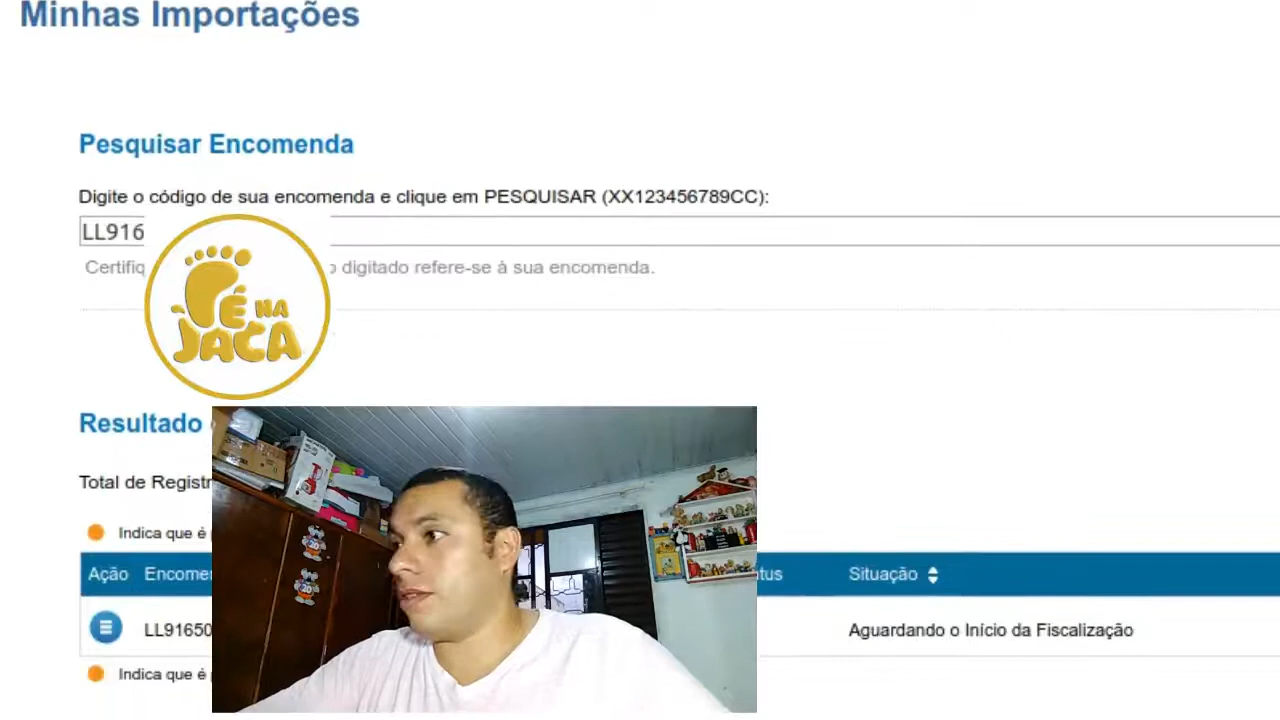 Minhas Importações
Pesquisar Encomenda
Digite o código de sua encomenda e clique em PESQUISAR (XX123456789CC):
LL916
Certifiq digitado refere-se à sua encomenda.
PÉ NA
JACA
Resultado
Total de Registr
Indica que é
Ação Encome tus Situação
LL91650 Aguardando o Início da Fiscalização
Indica que é